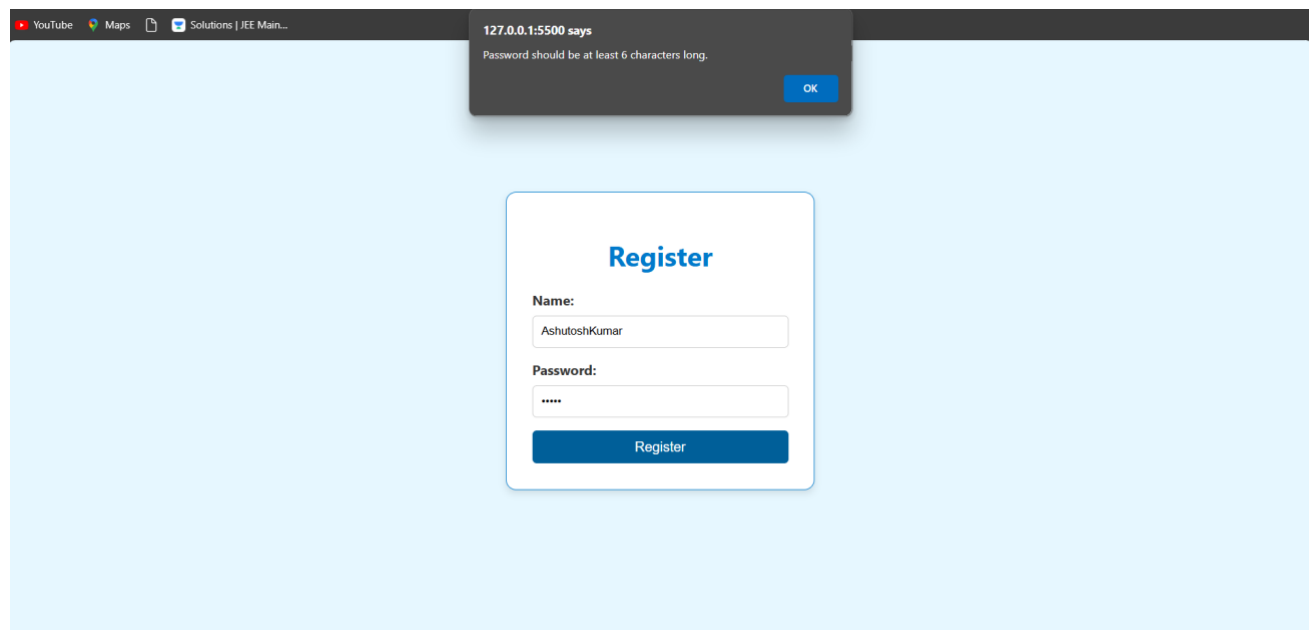 YouTube Maps Solutions | JEE Main...
127.0.0.1:5500 says
Password should be at least 6 characters long.
OK
Register
Name:
AshutoshKumar
Password:
•••••
Register